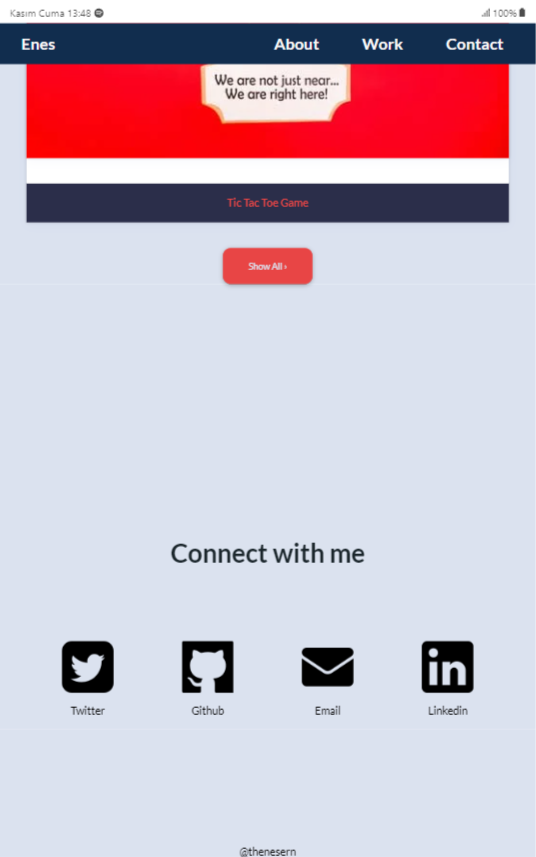 Kasım Cuma 13:48
100%
Enes
About
Work
Contact
We are not just near...
We are right here!
Tic Tac Toe Game
Show All ›
Connect with me
Twitter
Github
Email
Linkedin
@thenesern